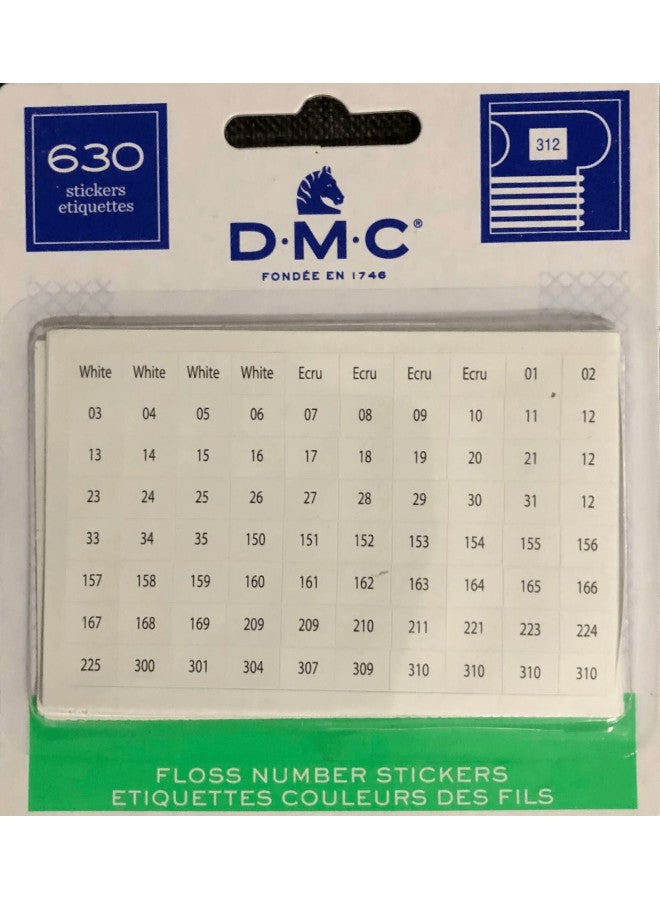 630
stickers
etiquettes
312
D·M·C®
FONDÉE EN 1746
White White White White Ecru Ecru Ecru Ecru 01 02
03 04 05 06 07 08 09 10 11 12
13 14 15 16 17 18 19 20 21 12
23 24 25 26 27 28 29 30 31 12
33 34 35 150 151 152 153 154 155 156
157 158 159 160 161 162 163 164 165 166
167 168 169 209 209 210 211 221 223 224
225 300 301 304 307 309 310 310 310 310
FLOSS NUMBER STICKERS
ETIQUETTES COULEURS DES FILS